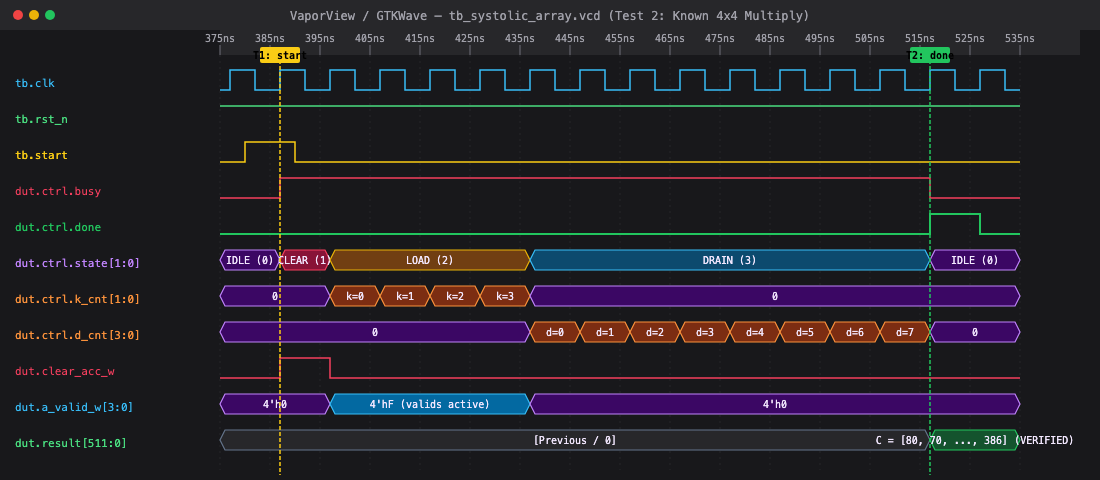 VaporView / GTKWave — tb_systolic_array.vcd (Test 2: Known 4x4 Multiply)
375ns 385ns 395ns 405ns 415ns 425ns 435ns 445ns 455ns 465ns 475ns 485ns 495ns 505ns 515ns 525ns 535ns
T1: start T2: done
tb.clk
tb.rst_n
tb.start
dut.ctrl.busy
dut.ctrl.done
dut.ctrl.state[1:0] IDLE (0) CLEAR (1) LOAD (2) DRAIN (3) IDLE (0)
dut.ctrl.k_cnt[1:0] 0 k=0 k=1 k=2 k=3 0
dut.ctrl.d_cnt[3:0] 0 d=0 d=1 d=2 d=3 d=4 d=5 d=6 d=7 0
dut.clear_acc_w
dut.a_valid_w[3:0] 4'h0 4'hF (valids active) 4'h0
dut.result[511:0] [Previous / 0] C = [80, 70, ..., 386] (VERIFIED)